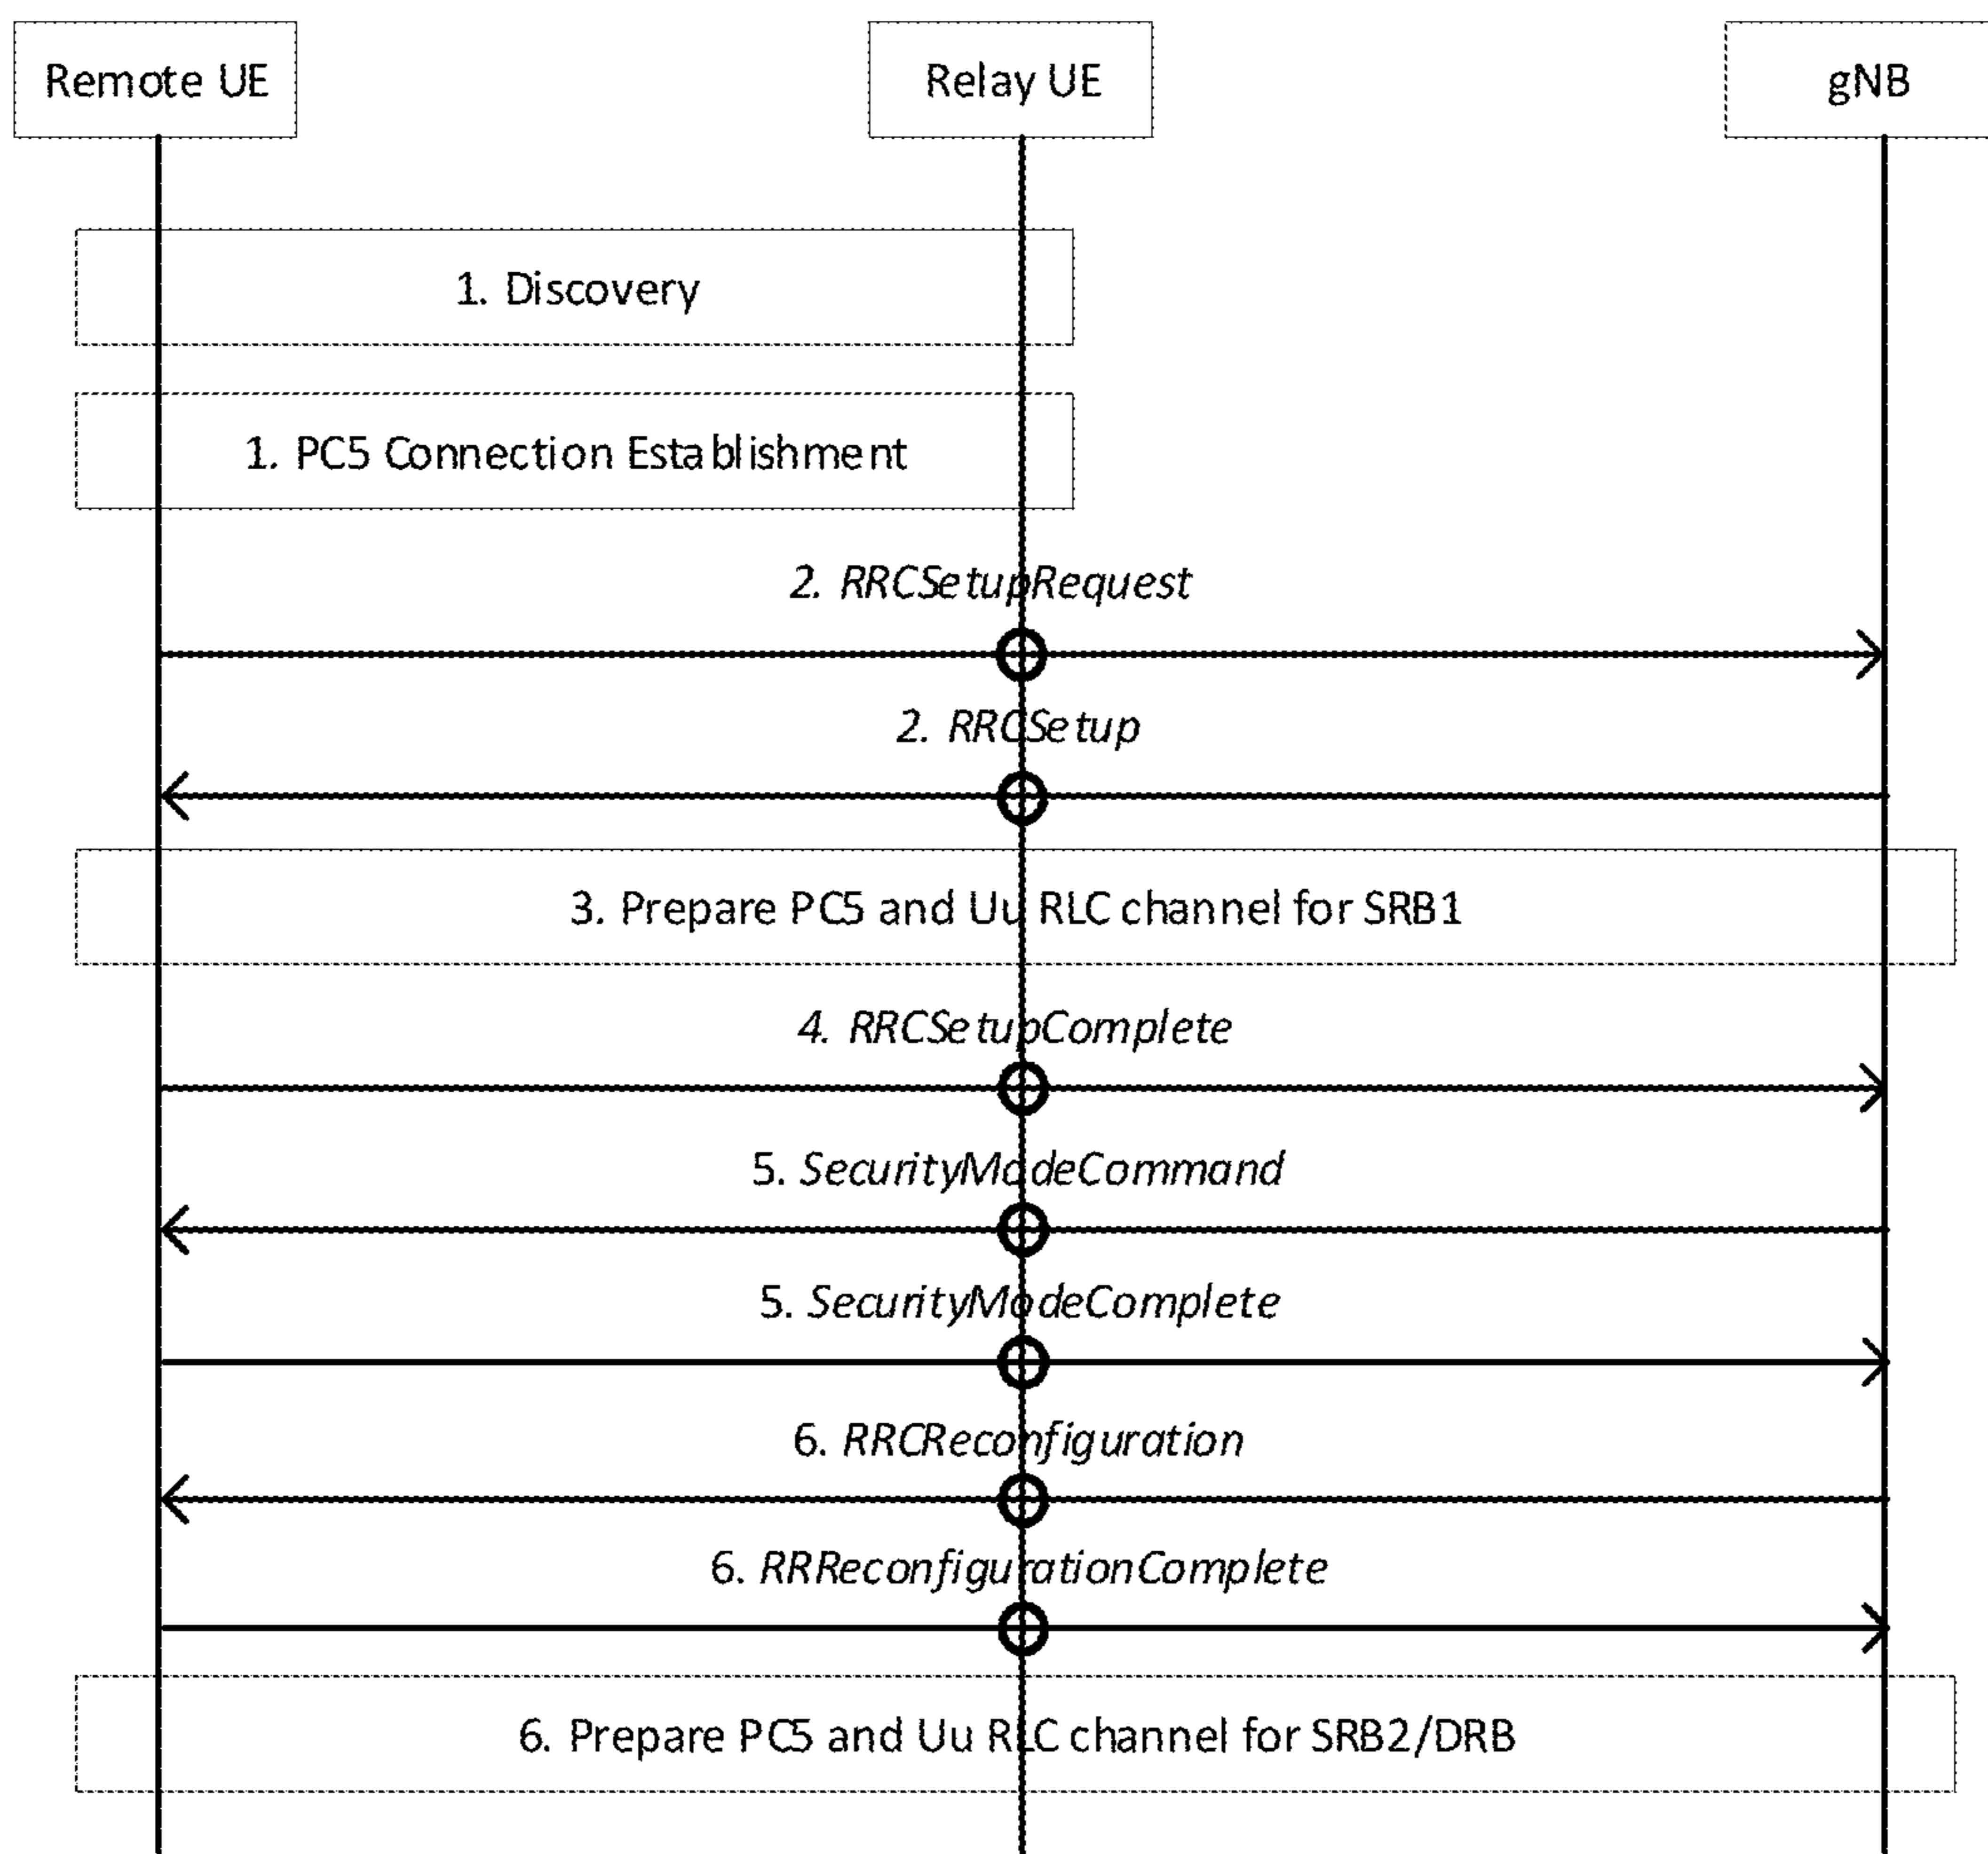 Remote UE
Relay UE
gNB
1. Discovery
1. PC5 Connection Establishment
2. RRCSetupRequest
2. RRCSetup
3. Prepare PC5 and Uu RLC channel for SRB1
4. RRCSetupComplete
5. SecurityModeCommand
5. SecurityModeComplete
6. RRCReconfiguration
6. RRReconfigurationComplete
6. Prepare PC5 and Uu RLC channel for SRB2/DRB